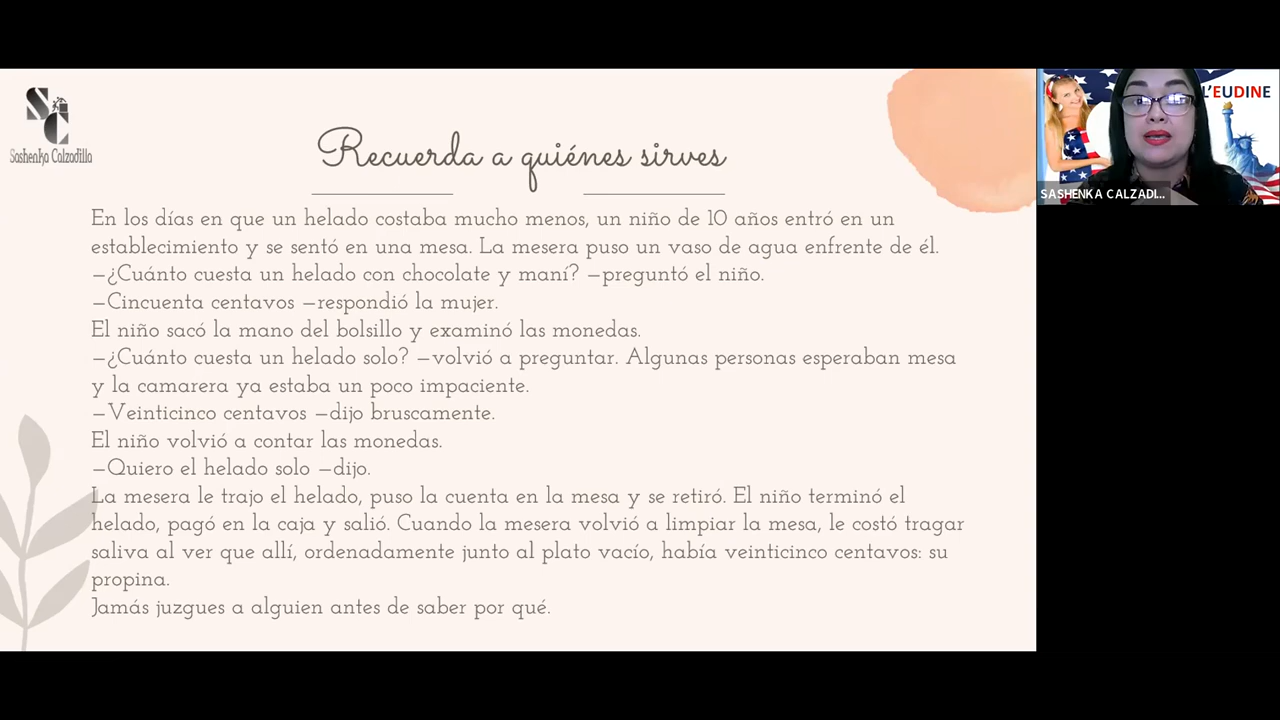 SC
Sashenka Calzadilla
Recuerda a quiénes sirves
En los días en que un helado costaba mucho menos, un niño de 10 años entró en un
establecimiento y se sentó en una mesa. La mesera puso un vaso de agua enfrente de él.
–¿Cuánto cuesta un helado con chocolate y maní? –preguntó el niño.
–Cincuenta centavos –respondió la mujer.
El niño sacó la mano del bolsillo y examinó las monedas.
–¿Cuánto cuesta un helado solo? –volvió a preguntar. Algunas personas esperaban mesa
y la camarera ya estaba un poco impaciente.
–Veinticinco centavos –dijo bruscamente.
El niño volvió a contar las monedas.
–Quiero el helado solo –dijo.
La mesera le trajo el helado, puso la cuenta en la mesa y se retiró. El niño terminó el
helado, pagó en la caja y salió. Cuando la mesera volvió a limpiar la mesa, le costó tragar
saliva al ver que allí, ordenadamente junto al plato vacío, había veinticinco centavos: su
propina.
Jamás juzgues a alguien antes de saber por qué.
L'EUDINE
SASHENKA CALZADI...